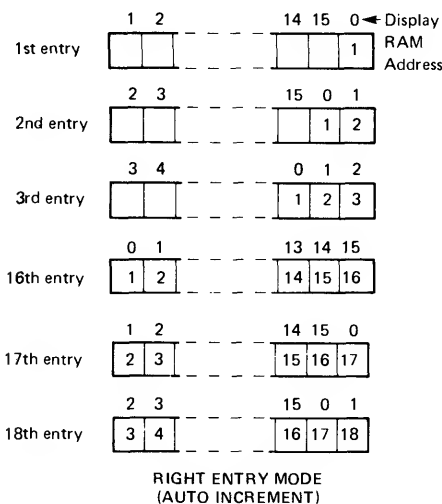 1 2 14 15 0 Display
1st entry 1 RAM
Address
2 3 15 0 1
2nd entry 1 2
3 4 0 1 2
3rd entry 1 2 3
0 1 13 14 15
16th entry 1 2 14 15 16
1 2 14 15 0
17th entry 2 3 15 16 17
2 3 15 0 1
18th entry 3 4 16 17 18
RIGHT ENTRY MODE
(AUTO INCREMENT)